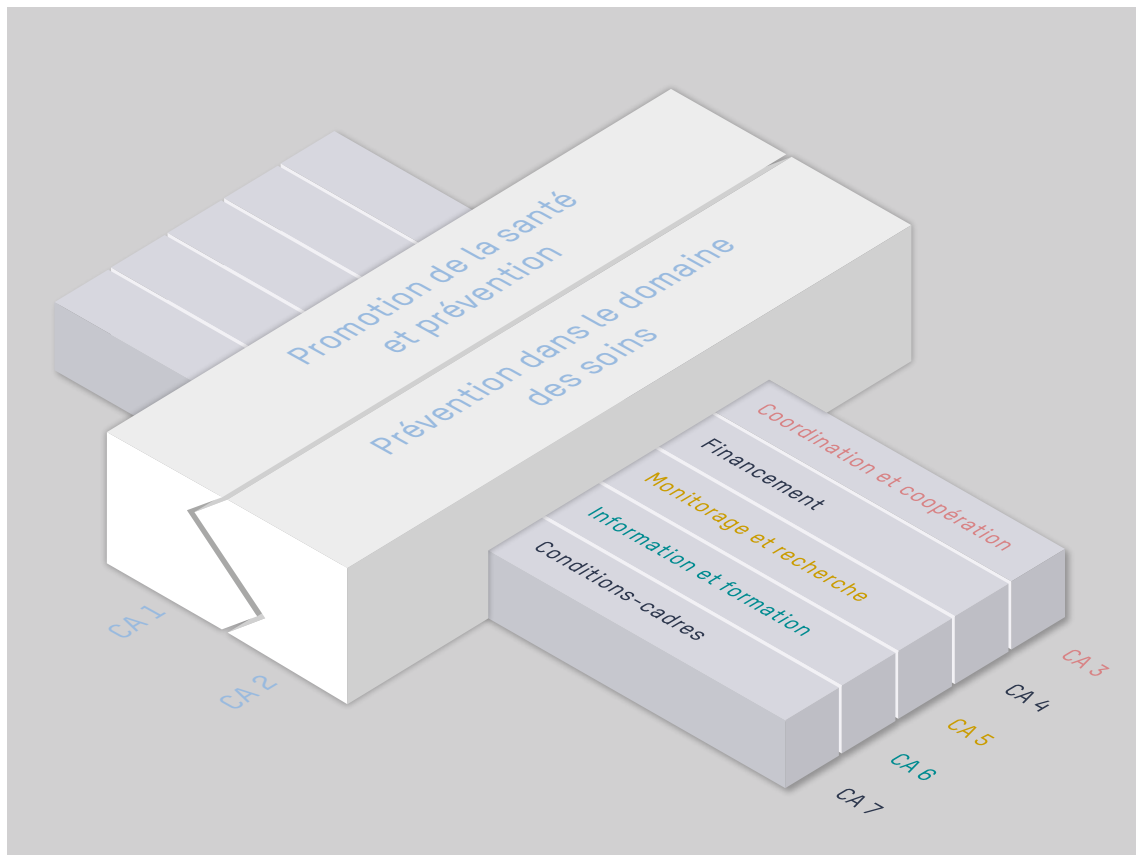 Promotion de la santé
et prévention
Prévention dans le domaine
des soins
Coordination et coopération
Financement
Monitorage et recherche
Information et formation
Conditions-cadres
CA 1
CA 2
CA 3
CA 4
CA 5
CA 6
CA 7